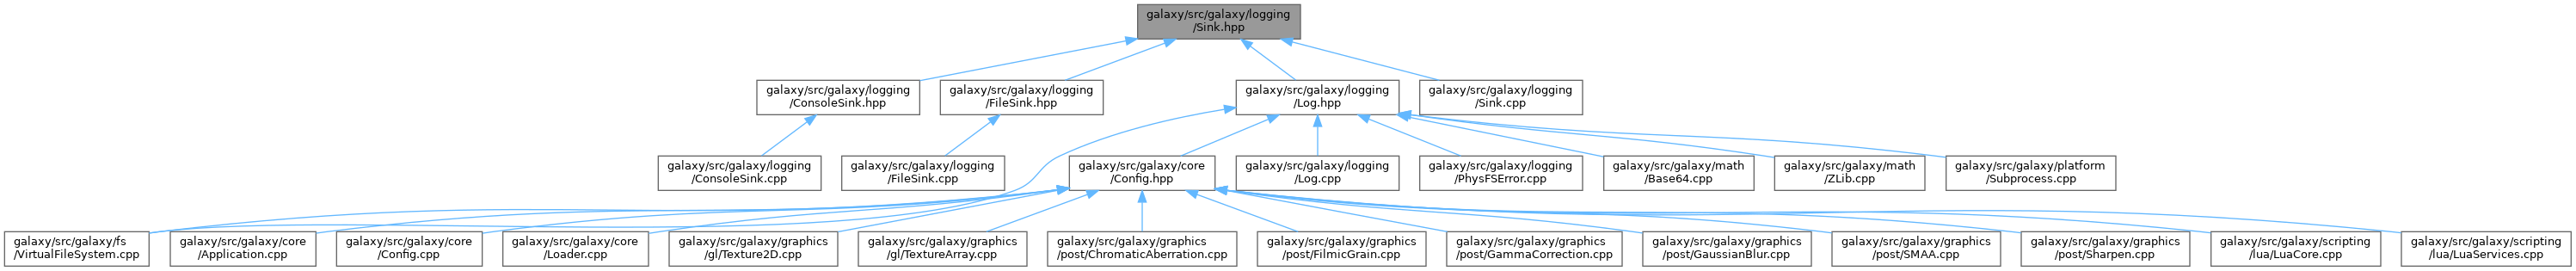 galaxy/src/galaxy/logging
/Sink.hpp
galaxy/src/galaxy/logging
/ConsoleSink.hpp
galaxy/src/galaxy/logging
/FileSink.hpp
galaxy/src/galaxy/logging
/Log.hpp
galaxy/src/galaxy/logging
/Sink.cpp
galaxy/src/galaxy/logging
/ConsoleSink.cpp
galaxy/src/galaxy/logging
/FileSink.cpp
galaxy/src/galaxy/core
/Config.hpp
galaxy/src/galaxy/logging
/Log.cpp
galaxy/src/galaxy/logging
/PhysFSError.cpp
galaxy/src/galaxy/math
/Base64.cpp
galaxy/src/galaxy/math
/ZLib.cpp
galaxy/src/galaxy/platform
/Subprocess.cpp
galaxy/src/galaxy/fs
/VirtualFileSystem.cpp
galaxy/src/galaxy/core
/Application.cpp
galaxy/src/galaxy/core
/Config.cpp
galaxy/src/galaxy/core
/Loader.cpp
galaxy/src/galaxy/graphics
/gl/Texture2D.cpp
galaxy/src/galaxy/graphics
/gl/TextureArray.cpp
galaxy/src/galaxy/graphics
/post/ChromaticAberration.cpp
galaxy/src/galaxy/graphics
/post/FilmicGrain.cpp
galaxy/src/galaxy/graphics
/post/GammaCorrection.cpp
galaxy/src/galaxy/graphics
/post/GaussianBlur.cpp
galaxy/src/galaxy/graphics
/post/SMAA.cpp
galaxy/src/galaxy/graphics
/post/Sharpen.cpp
galaxy/src/galaxy/scripting
/lua/LuaCore.cpp
galaxy/src/galaxy/scripting
/lua/LuaServices.cpp